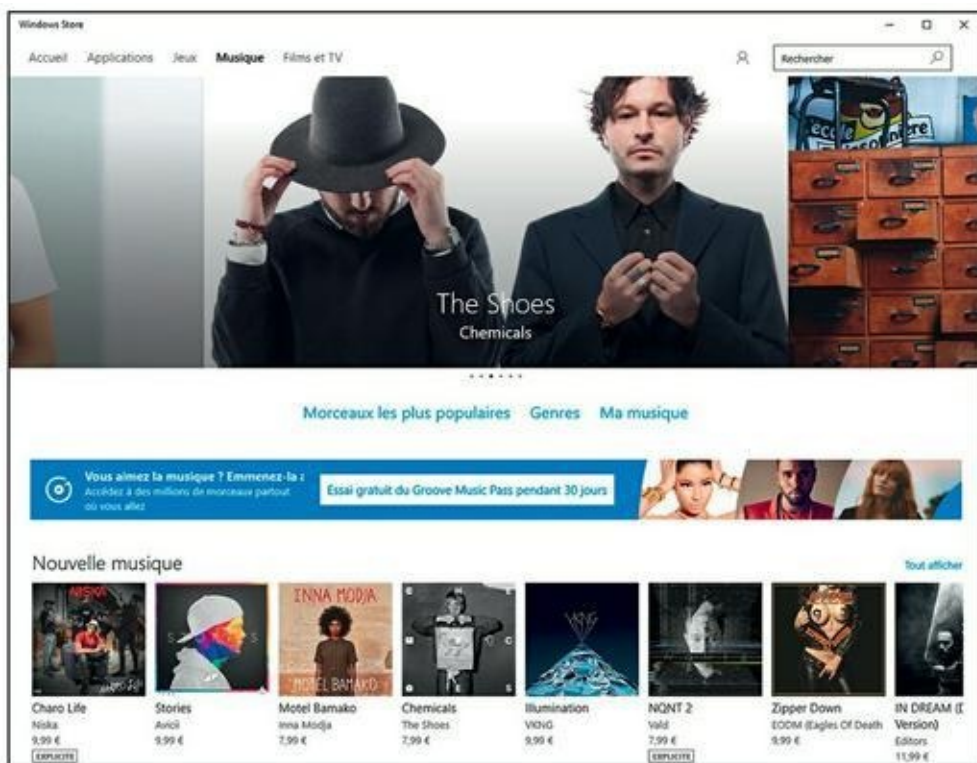 Windows Store
Accueil Applications Jeux Musique Films et TV
Rechercher
The Shoes
Chemicals
Morceaux les plus populaires Genres Ma musique
Vous aimez la musique ? Emmenez-la
Accédez à des millions de morceaux partout
où vous allez
Essai gratuit du Groove Music Pass pendant 30 jours
Nouvelle musique
Tout afficher
NISKA
INNA MODJA
MOTEL BAMAKO
VKNG
Charo Life
Niska
9,99 €
EXPLICITE
Stories
Avicii
9,99 €
Motel Bamako
Inna Modja
7,99 €
Chemicals
The Shoes
7,99 €
Illumination
VKNG
9,99 €
NQNT 2
Vald
7,99 €
EXPLICITE
Zipper Down
EODM (Eagles Of Death
9,99 €
IN DREAM (
Version)
Editors
11,99 €